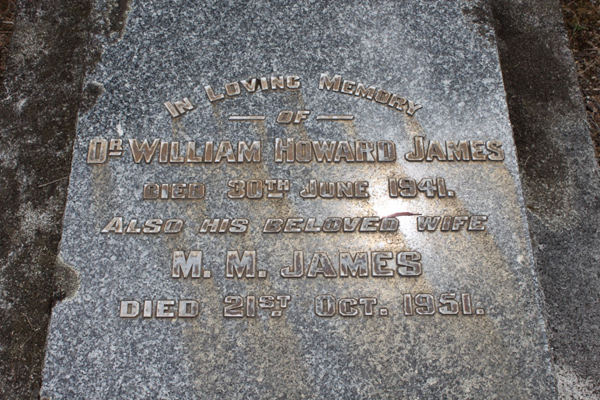 In Loving Memory
— OF —
Dr William Howard James
Died 30th June 1941.
Also his beloved wife
M. M. James
Died 21st Oct. 1951.